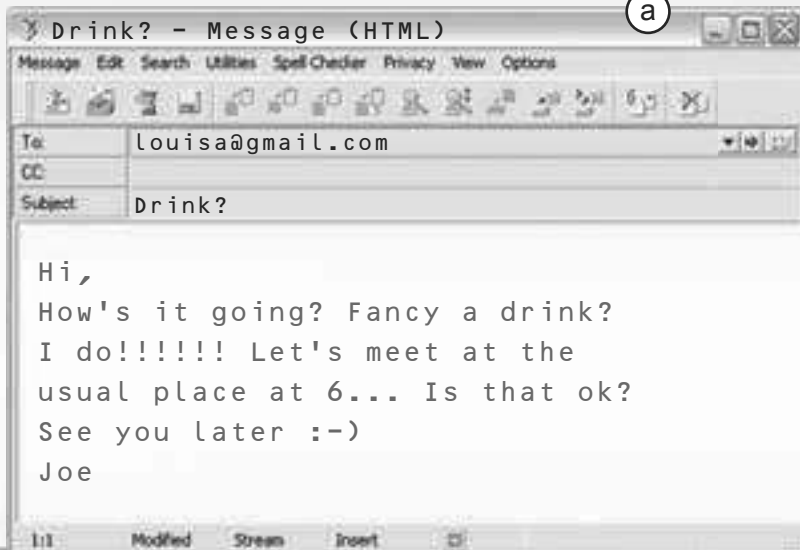 a
Drink? - Message (HTML)
Message Edit Search Utilities Spell Checker Privacy View Options
To: louisa@gmail.com
CC:
Subject: Drink?
Hi,
How's it going? Fancy a drink?
I do!!!!!! Let's meet at the
usual place at 6... Is that ok?
See you later :-)
Joe
1:1 Modified Stream Insert